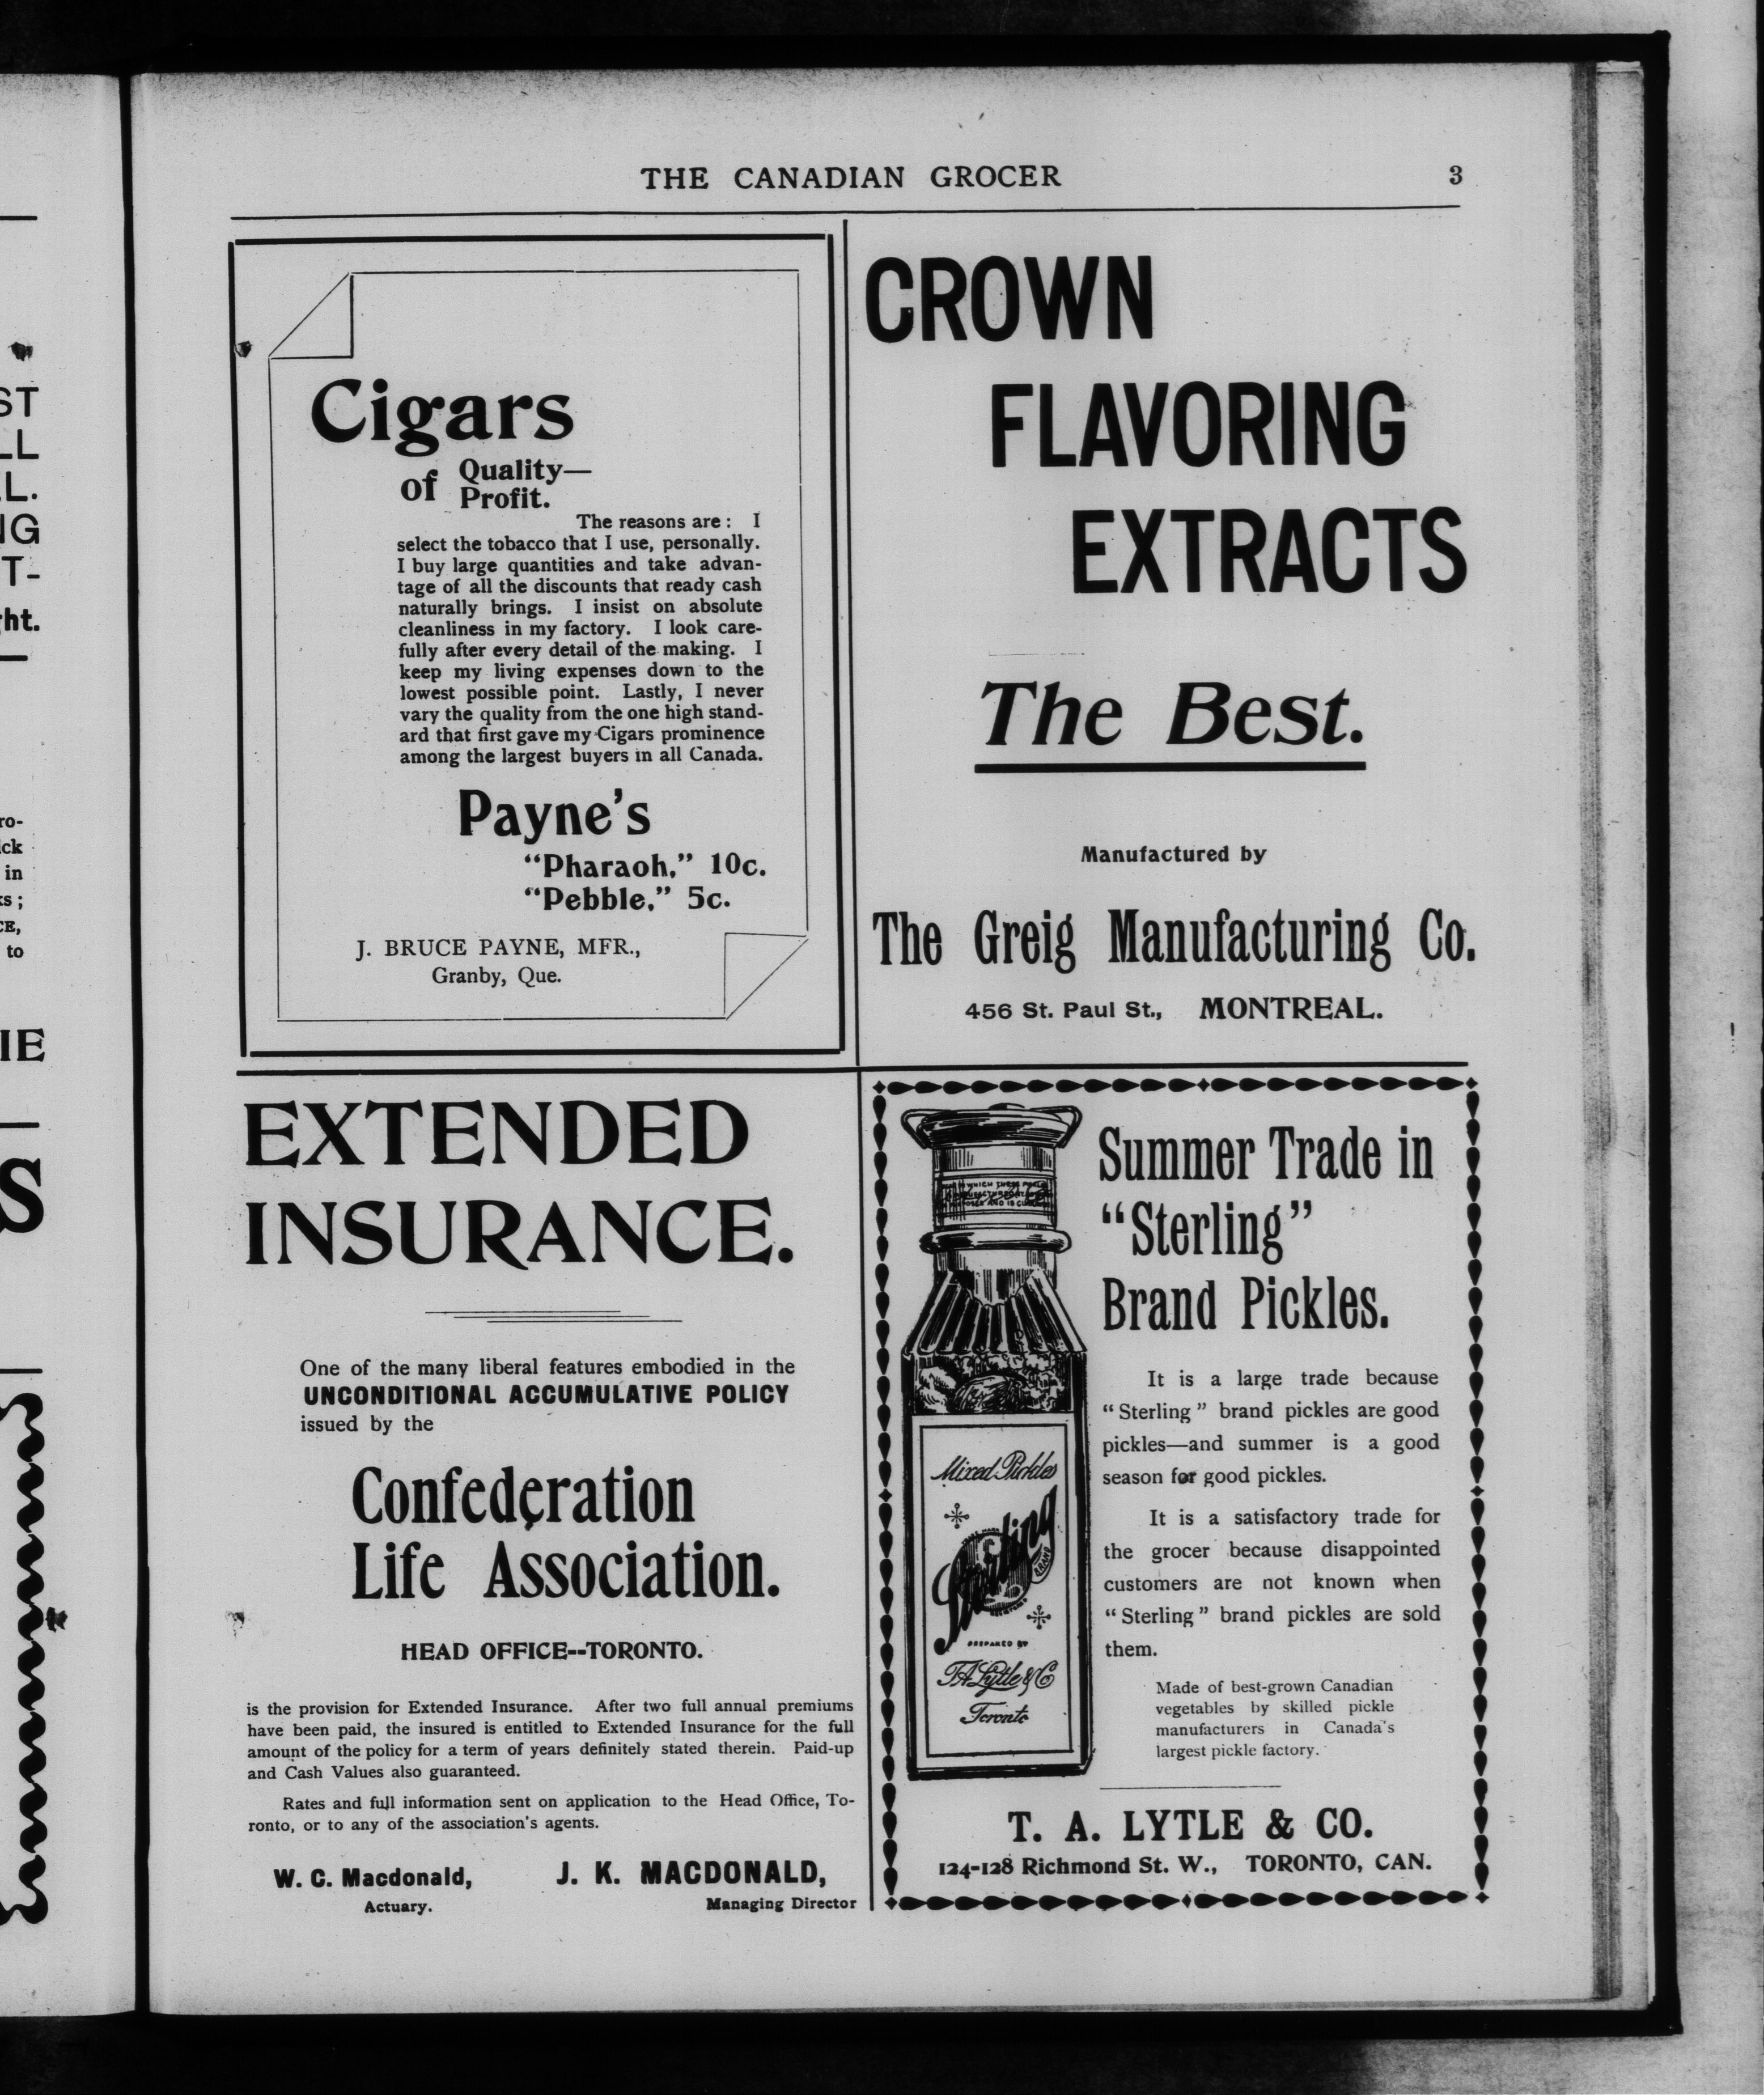 THE CANADIAN GROCER 3
Cigars
of Quality—
Profit.
The reasons are : I
select the tobacco that I use, personally.
I buy large quantities and take advan-
tage of all the discounts that ready cash
naturally brings. I insist on absolute
cleanliness in my factory. I look care-
fully after every detail of the making. I
keep my living expenses down to the
lowest possible point. Lastly, I never
vary the quality from the one high stand-
ard that first gave my Cigars prominence
among the largest buyers in all Canada.
Payne's
"Pharaoh," 10c.
"Pebble," 5c.
J. BRUCE PAYNE, MFR.,
Granby, Que.
CROWN
FLAVORING
EXTRACTS
The Best.
Manufactured by
The Greig Manufacturing Co.
456 St. Paul St., MONTREAL.
EXTENDED
INSURANCE.
One of the many liberal features embodied in the
UNCONDITIONAL ACCUMULATIVE POLICY
issued by the
Confederation
Life Association.
HEAD OFFICE--TORONTO.
is the provision for Extended Insurance. After two full annual premiums
have been paid, the insured is entitled to Extended Insurance for the full
amount of the policy for a term of years definitely stated therein. Paid-up
and Cash Values also guaranteed.
Rates and full information sent on application to the Head Office, To-
ronto, or to any of the association's agents.
W. C. Macdonald, J. K. MACDONALD,
Actuary. Managing Director
Summer Trade in
"Sterling"
Brand Pickles.
It is a large trade because
"Sterling" brand pickles are good
pickles—and summer is a good
season for good pickles.
It is a satisfactory trade for
the grocer because disappointed
customers are not known when
"Sterling" brand pickles are sold
them.
Made of best-grown Canadian
vegetables by skilled pickle
manufacturers in Canada's
largest pickle factory.
Mixed Pickles
Sterling
BRAND
PREPARED BY
T A Lytle & Co
Toronto
T. A. LYTLE & CO.
124-128 Richmond St. W., TORONTO, CAN.
ST
LL
L.
NG
T-
ht.
ro-
ck
in
s ;
CE,
to
IE
S